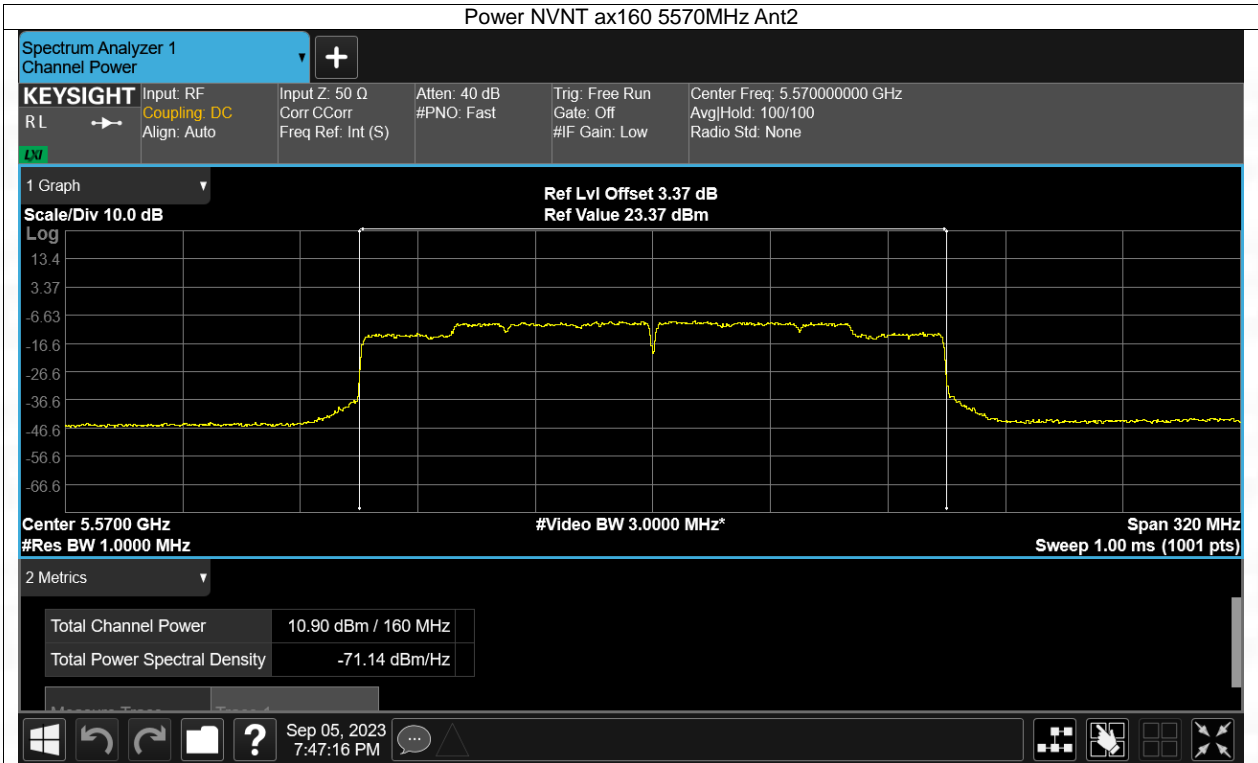 Power NVNT ax160 5570MHz Ant2
Spectrum Analyzer 1
Channel Power
KEYSIGHT
R L
LXI
Input: RF
Coupling: DC
Align: Auto
Input Z: 50 Ω
Corr CCorr
Freq Ref: Int (S)
Atten: 40 dB
#PNO: Fast
Trig: Free Run
Gate: Off
#IF Gain: Low
Center Freq: 5.570000000 GHz
Avg|Hold: 100/100
Radio Std: None
1 Graph
Scale/Div 10.0 dB
Ref Lvl Offset 3.37 dB
Ref Value 23.37 dBm
Log
13.4
3.37
-6.63
-16.6
-26.6
-36.6
-46.6
-56.6
-66.6
Center 5.5700 GHz
#Res BW 1.0000 MHz
#Video BW 3.0000 MHz*
Span 320 MHz
Sweep 1.00 ms (1001 pts)
2 Metrics
Total Channel Power 10.90 dBm / 160 MHz
Total Power Spectral Density -71.14 dBm/Hz
Sep 05, 2023
7:47:16 PM